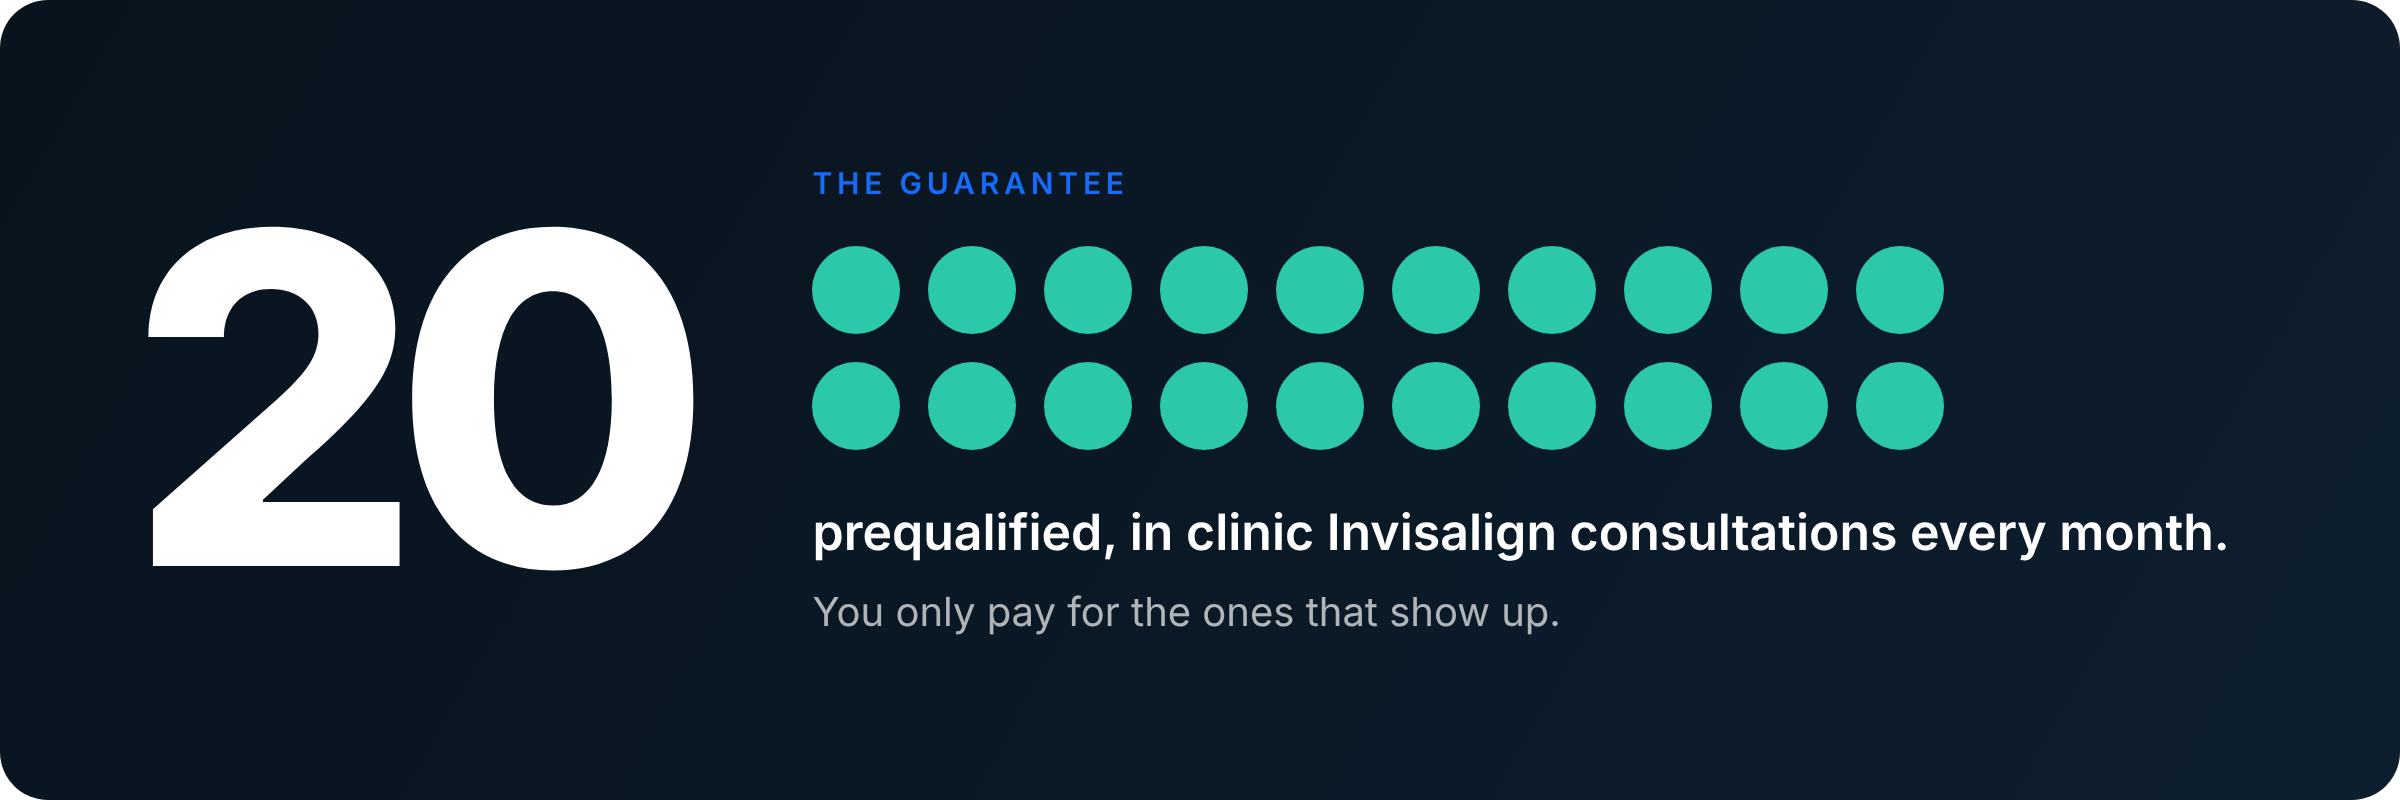 20
THE GUARANTEE
prequalified, in clinic Invisalign consultations every month.
You only pay for the ones that show up.